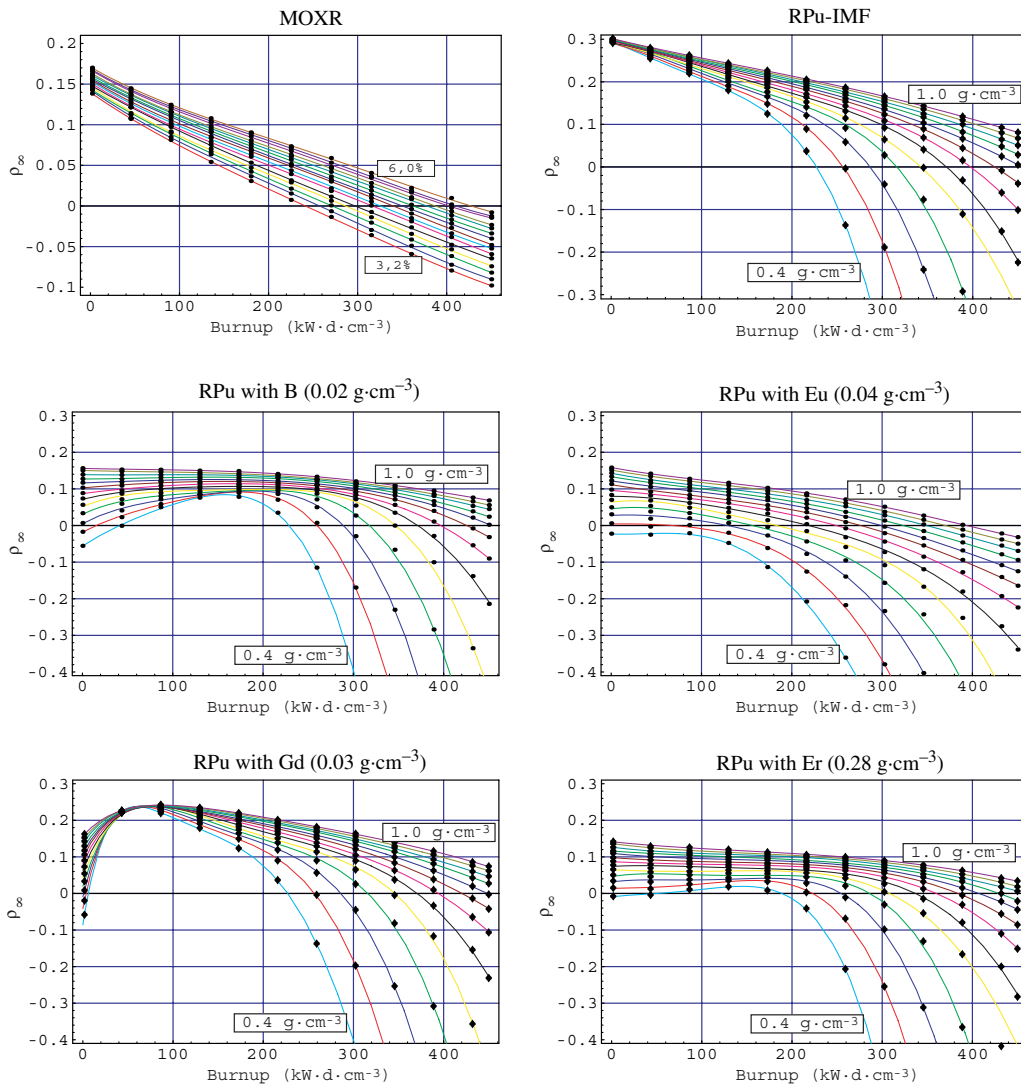 MOXR
0.2
0.15
0.1
0.05
0
-0.05
-0.1
ρ∞
6,0%
3,2%
0 100 200 300 400
Burnup (kW·d·cm⁻³)
RPu-IMF
0.3
0.2
0.1
0
-0.1
-0.2
-0.3
ρ∞
1.0 g·cm⁻³
0.4 g·cm⁻³
0 100 200 300 400
Burnup (kW·d·cm⁻³)
RPu with B (0.02 g·cm⁻³)
0.3
0.2
0.1
0
-0.1
-0.2
-0.3
-0.4
ρ∞
1.0 g·cm⁻³
0.4 g·cm⁻³
0 100 200 300 400
Burnup (kW·d·cm⁻³)
RPu with Eu (0.04 g·cm⁻³)
0.3
0.2
0.1
0
-0.1
-0.2
-0.3
-0.4
ρ∞
1.0 g·cm⁻³
0.4 g·cm⁻³
0 100 200 300 400
Burnup (kW·d·cm⁻³)
RPu with Gd (0.03 g·cm⁻³)
0.3
0.2
0.1
0
-0.1
-0.2
-0.3
-0.4
ρ∞
1.0 g·cm⁻³
0.4 g·cm⁻³
0 100 200 300 400
Burnup (kW·d·cm⁻³)
RPu with Er (0.28 g·cm⁻³)
0.3
0.2
0.1
0
-0.1
-0.2
-0.3
-0.4
ρ∞
1.0 g·cm⁻³
0.4 g·cm⁻³
0 100 200 300 400
Burnup (kW·d·cm⁻³)